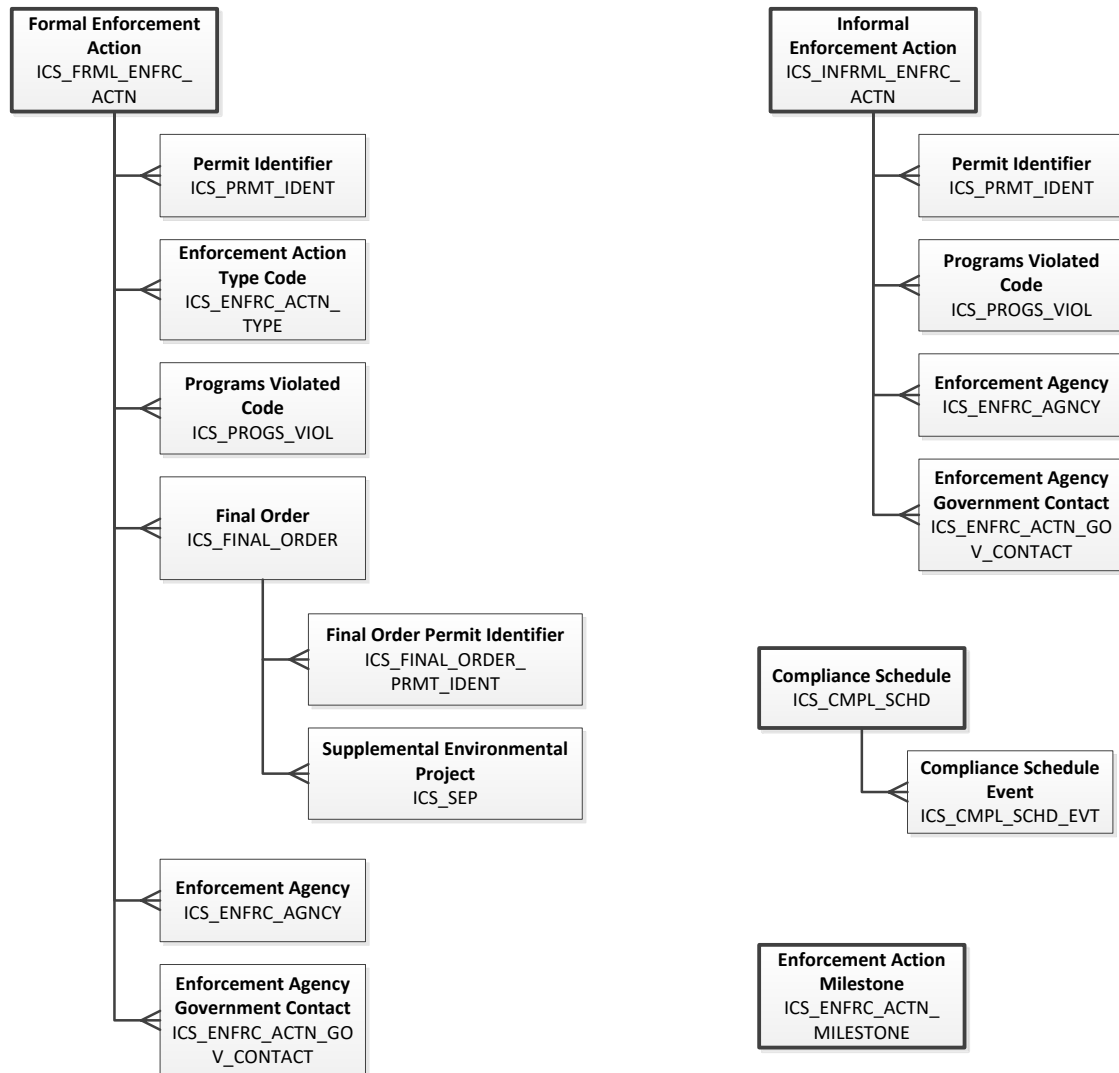 Formal Enforcement
Action
ICS_FRML_ENFRC_
ACTN
Permit Identifier
ICS_PRMT_IDENT
Enforcement Action
Type Code
ICS_ENFRC_ACTN_
TYPE
Programs Violated
Code
ICS_PROGS_VIOL
Final Order
ICS_FINAL_ORDER
Final Order Permit Identifier
ICS_FINAL_ORDER_
PRMT_IDENT
Supplemental Environmental
Project
ICS_SEP
Enforcement Agency
ICS_ENFRC_AGNCY
Enforcement Agency
Government Contact
ICS_ENFRC_ACTN_GO
V_CONTACT
Informal
Enforcement Action
ICS_INFRML_ENFRC_
ACTN
Permit Identifier
ICS_PRMT_IDENT
Programs Violated
Code
ICS_PROGS_VIOL
Enforcement Agency
ICS_ENFRC_AGNCY
Enforcement Agency
Government Contact
ICS_ENFRC_ACTN_GO
V_CONTACT
Compliance Schedule
ICS_CMPL_SCHD
Compliance Schedule
Event
ICS_CMPL_SCHD_EVT
Enforcement Action
Milestone
ICS_ENFRC_ACTN_
MILESTONE